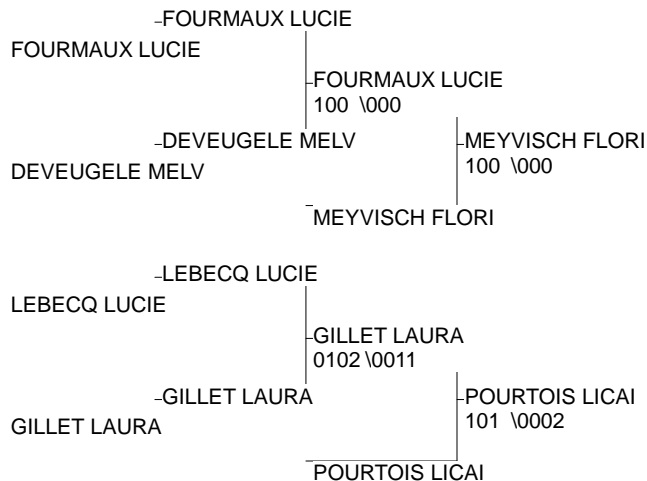 FOURMAUX LUCIE
FOURMAUX LUCIE
FOURMAUX LUCIE
100 \000
DEVEUGELE MELV
MEYVISCH FLORI
100 \000
DEVEUGELE MELV
MEYVISCH FLORI
LEBECQ LUCIE
LEBECQ LUCIE
GILLET LAURA
0102 \0011
GILLET LAURA
POURTOIS LICAI
101 \0002
GILLET LAURA
POURTOIS LICAI